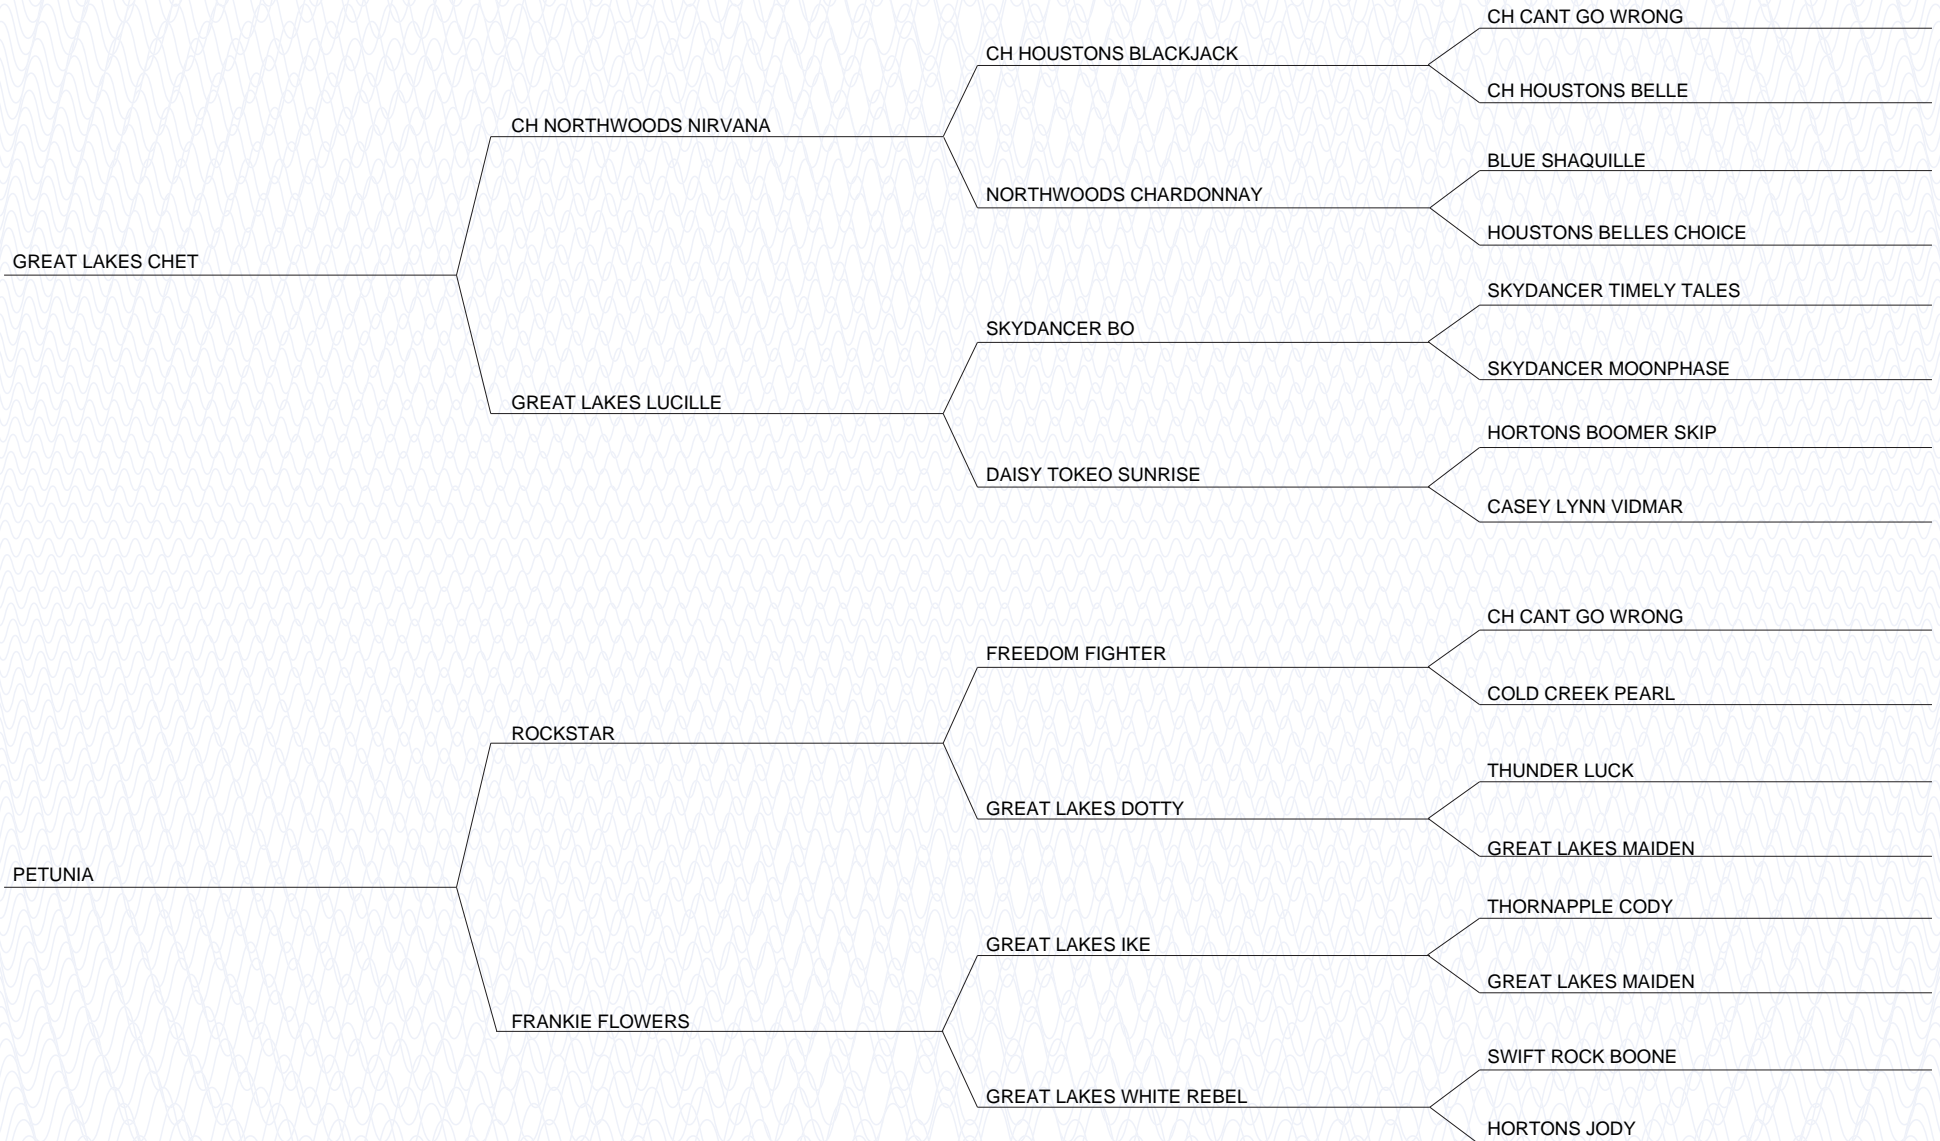 GREAT LAKES CHET
CH NORTHWOODS NIRVANA
CH HOUSTONS BLACKJACK
CH CANT GO WRONG
CH HOUSTONS BELLE
NORTHWOODS CHARDONNAY
BLUE SHAQUILLE
HOUSTONS BELLES CHOICE
GREAT LAKES LUCILLE
SKYDANCER BO
SKYDANCER TIMELY TALES
SKYDANCER MOONPHASE
DAISY TOKEO SUNRISE
HORTONS BOOMER SKIP
CASEY LYNN VIDMAR
PETUNIA
ROCKSTAR
FREEDOM FIGHTER
CH CANT GO WRONG
COLD CREEK PEARL
GREAT LAKES DOTTY
THUNDER LUCK
GREAT LAKES MAIDEN
FRANKIE FLOWERS
GREAT LAKES IKE
THORNAPPLE CODY
GREAT LAKES MAIDEN
GREAT LAKES WHITE REBEL
SWIFT ROCK BOONE
HORTONS JODY